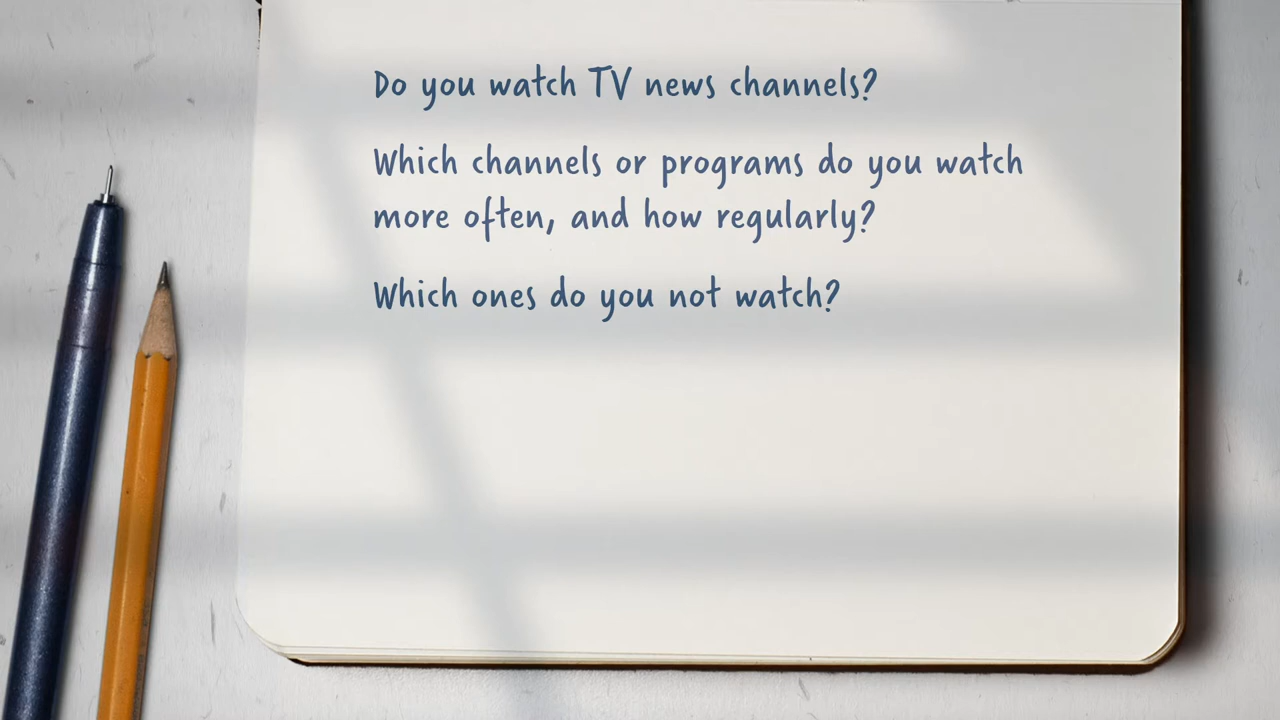 Do you watch TV news channels?
Which channels or programs do you watch
more often, and how regularly?
Which ones do you not watch?